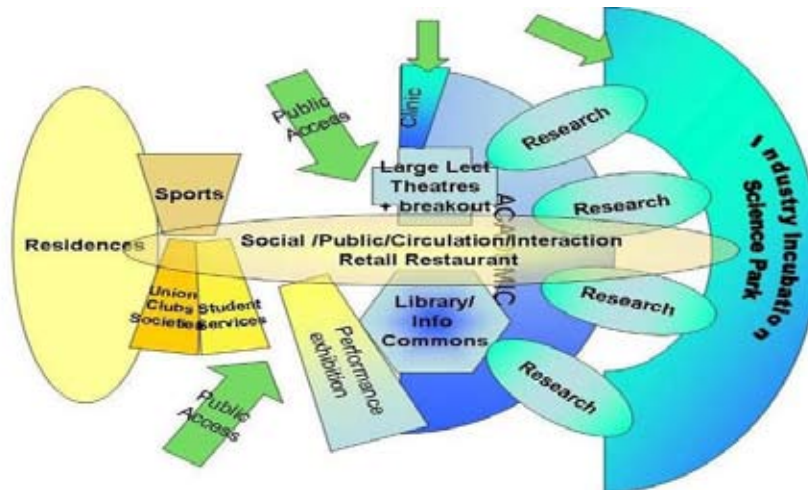 Public
Access
Clinic
Research
Large Lect
Theatres
+ breakout
ACADEMIC
Research
Industry Incubation
Science Park
Sports
Residences
Social /Public/Circulation/Interaction
Retail Restaurant
Union
Clubs
Societies
Student
Services
Performance
exhibition
Library/
Info
Commons
Research
Research
Public
Access